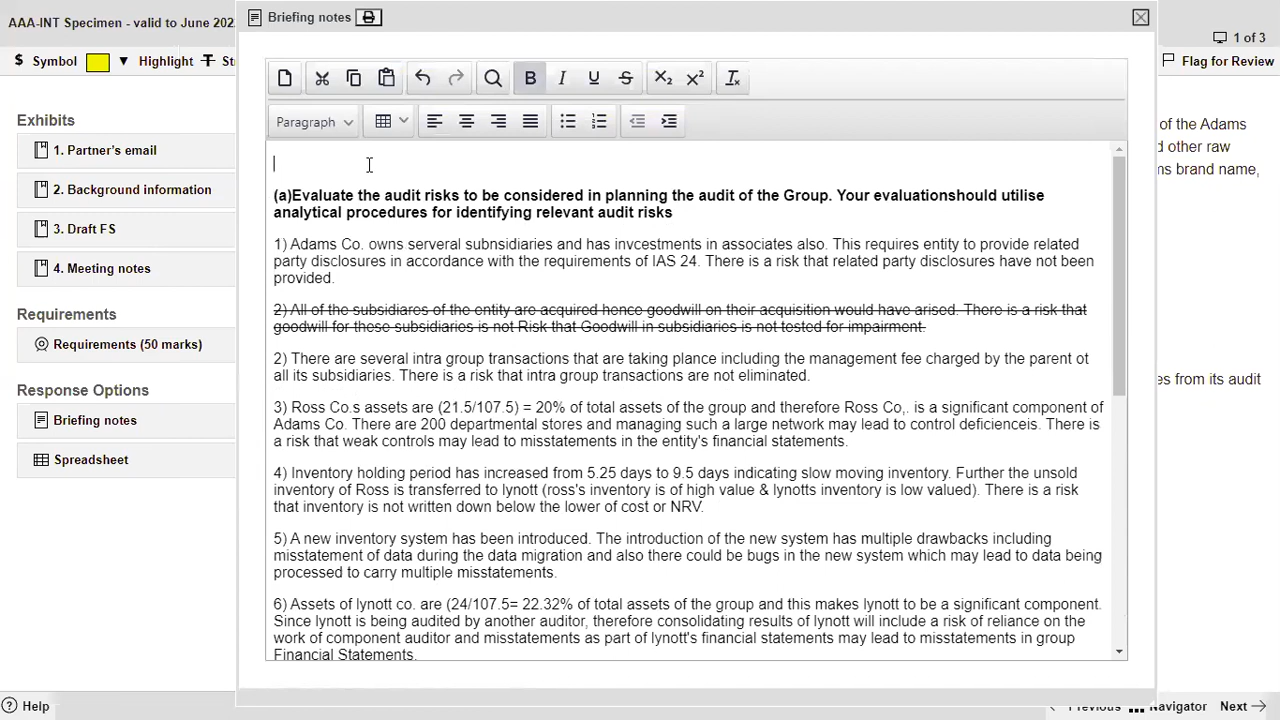 AAA-INT Specimen - valid to June 202
Briefing notes
1 of 3
$ Symbol
Highlight
Flag for Review
B I U S X₂ X² Tx
Paragraph
Exhibits
1. Partner's email
2. Background information
3. Draft FS
4. Meeting notes
Requirements
Requirements (50 marks)
Response Options
Briefing notes
Spreadsheet
(a)Evaluate the audit risks to be considered in planning the audit of the Group. Your evaluationshould utilise
analytical procedures for identifying relevant audit risks
1) Adams Co. owns serveral subnsidiaries and has invcestments in associates also. This requires entity to provide related
party disclosures in accordance with the requirements of IAS 24. There is a risk that related party disclosures have not been
provided.
2) All of the subsidiares of the entity are acquired hence goodwill on their acquisition would have arised. There is a risk that
goodwill for these subsidiaries is not Risk that Goodwill in subsidiaries is not tested for impairment.
2) There are several intra group transactions that are taking plance including the management fee charged by the parent ot
all its subsidiaries. There is a risk that intra group transactions are not eliminated.
3) Ross Co.s assets are (21.5/107.5) = 20% of total assets of the group and therefore Ross Co,. is a significant component of
Adams Co. There are 200 departmental stores and managing such a large network may lead to control deficienceis. There is
a risk that weak controls may lead to misstatements in the entity's financial statements.
4) Inventory holding period has increased from 5.25 days to 9.5 days indicating slow moving inventory. Further the unsold
inventory of Ross is transferred to lynott (ross's inventory is of high value & lynotts inventory is low valued). There is a risk
that inventory is not written down below the lower of cost or NRV.
5) A new inventory system has been introduced. The introduction of the new system has multiple drawbacks including
misstatement of data during the data migration and also there could be bugs in the new system which may lead to data being
processed to carry multiple misstatements.
6) Assets of lynott co. are (24/107.5= 22.32% of total assets of the group and this makes lynott to be a significant component.
Since lynott is being audited by another auditor, therefore consolidating results of lynott will include a risk of reliance on the
work of component auditor and misstatements as part of lynott's financial statements may lead to misstatements in group
Financial Statements.
of the Adams
other raw
ms brand name,
es from its audit
Help
Previous
Navigator
Next